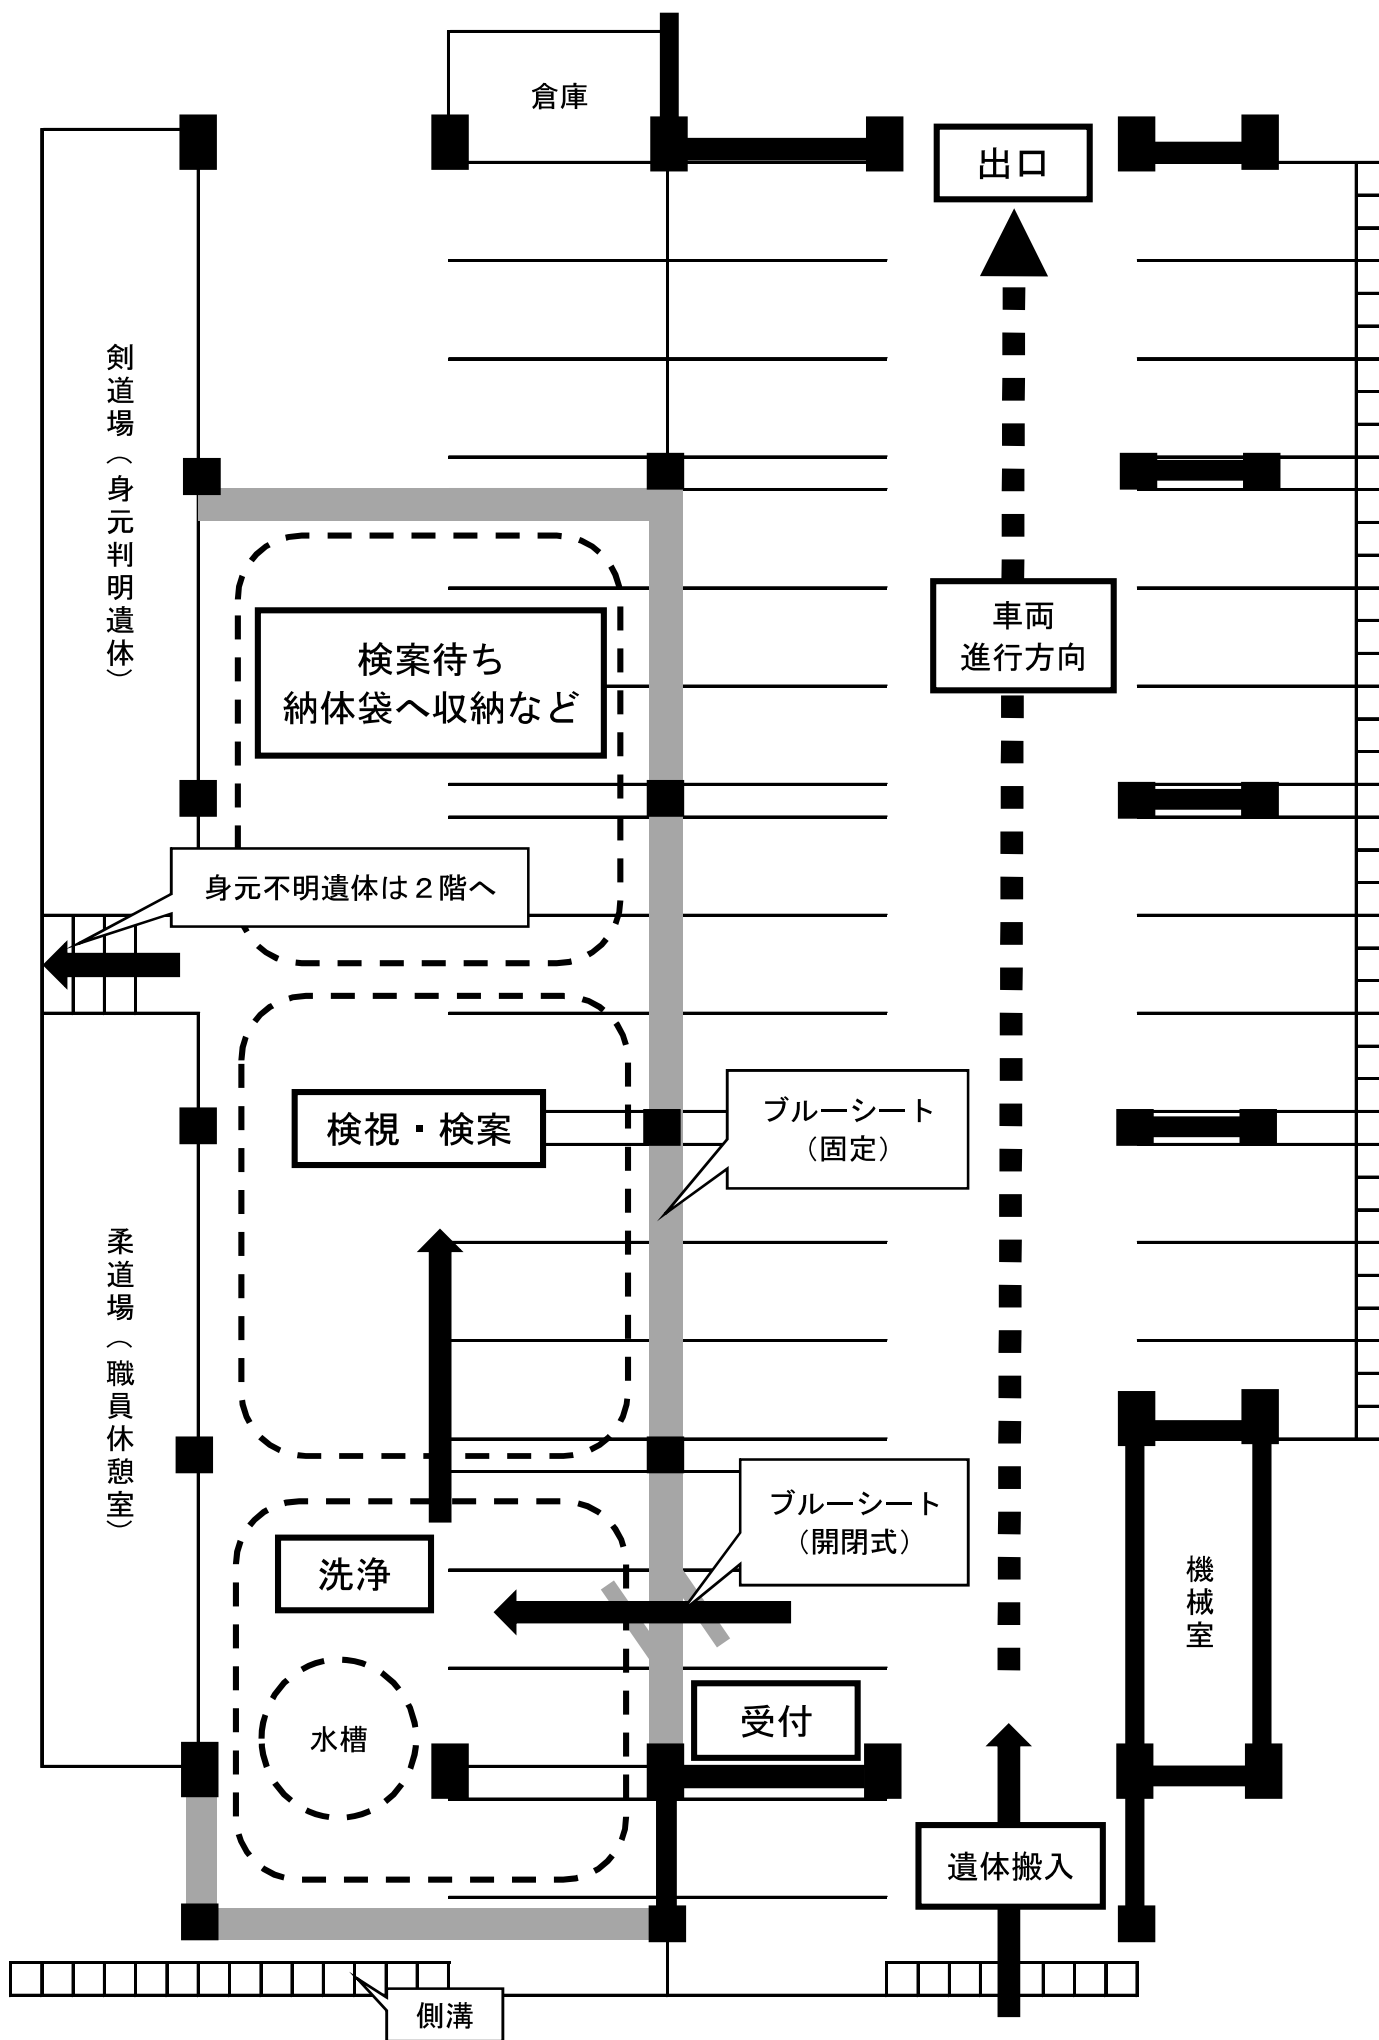 倉庫
出口
剣道場（身元判明遺体）
車両
進行方向
検案待ち
納体袋へ収納など
身元不明遺体は２階へ
ブルーシート
（固定）
検視・検案
柔道場（職員休憩室）
ブルーシート
（開閉式）
洗浄
機械室
受付
水槽
遺体搬入
側溝